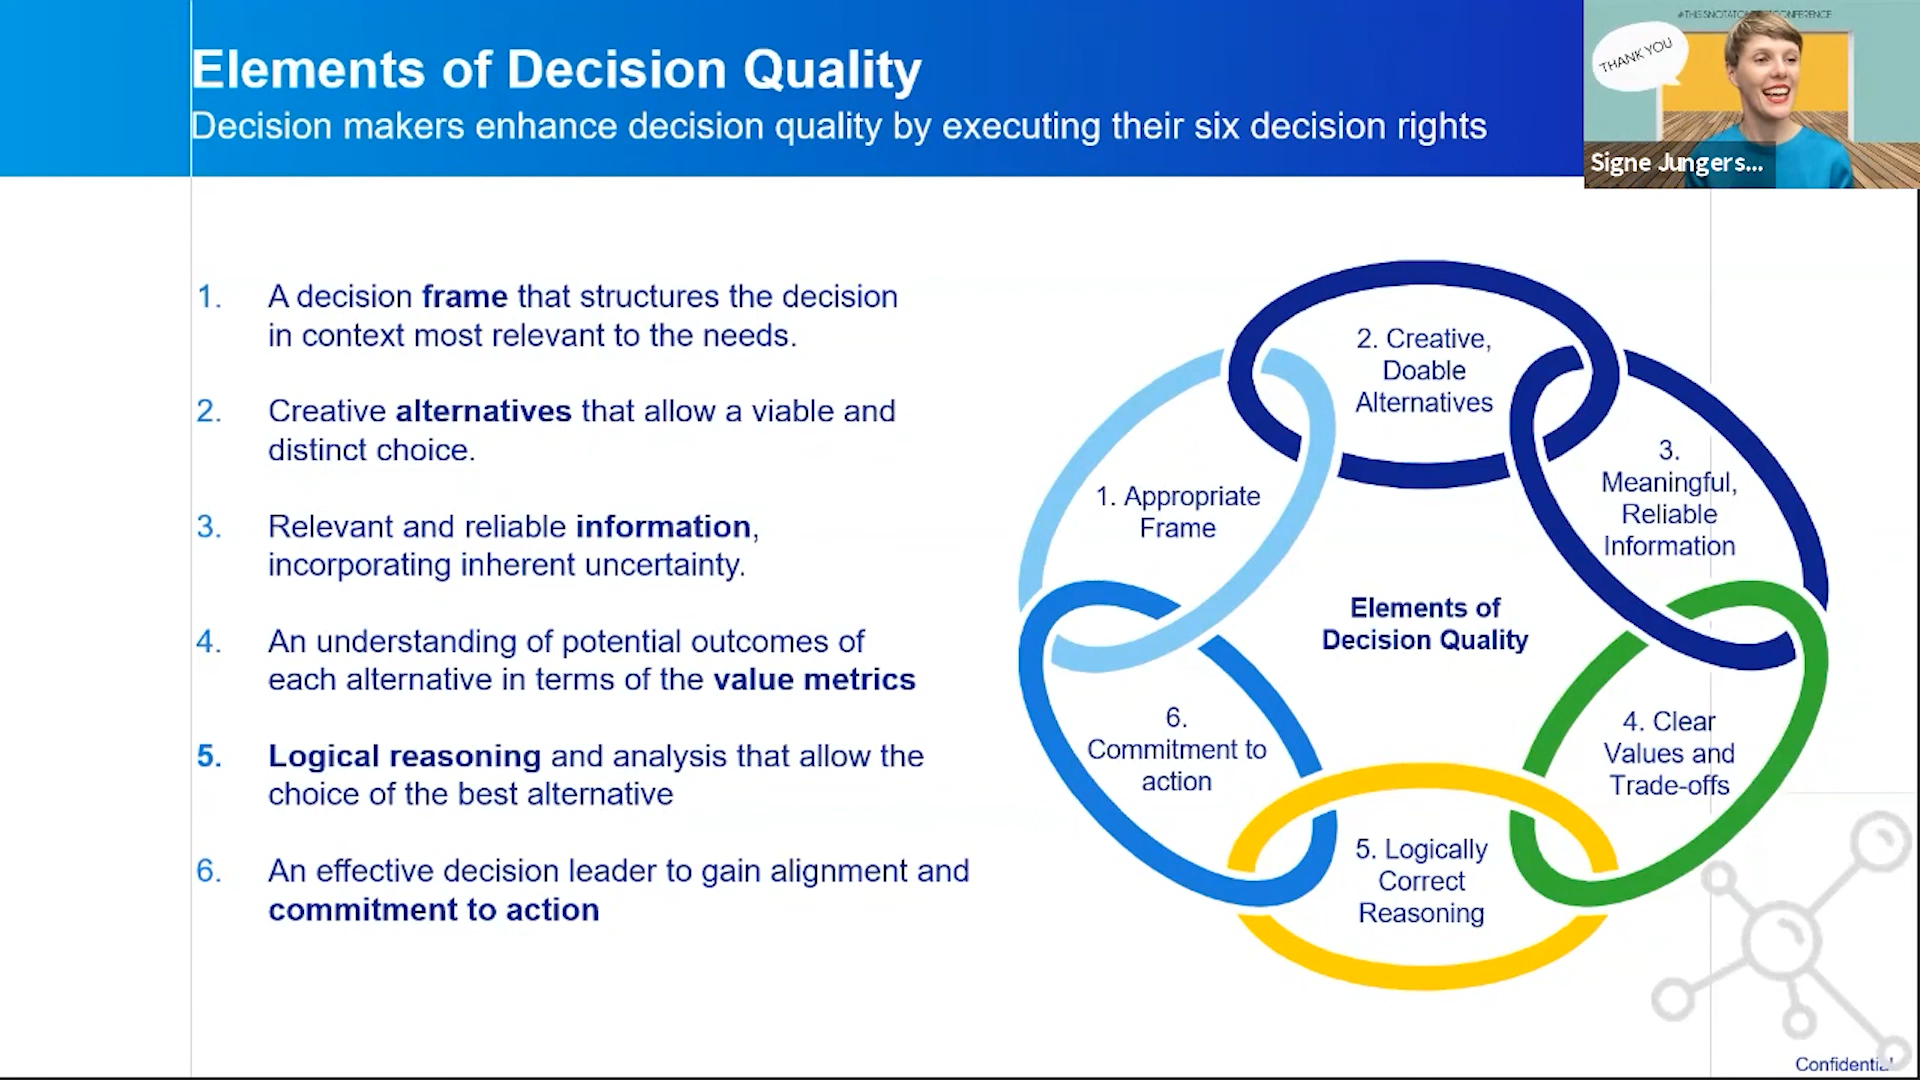 Elements of Decision Quality
Decision makers enhance decision quality by executing their six decision rights
THANK YOU
Signe Jungers...
1. A decision frame that structures the decision
in context most relevant to the needs.
2. Creative alternatives that allow a viable and
distinct choice.
3. Relevant and reliable information,
incorporating inherent uncertainty.
4. An understanding of potential outcomes of
each alternative in terms of the value metrics
5. Logical reasoning and analysis that allow the
choice of the best alternative
6. An effective decision leader to gain alignment and
commitment to action
2. Creative,
Doable
Alternatives
3.
Meaningful,
Reliable
Information
1. Appropriate
Frame
Elements of
Decision Quality
4. Clear
Values and
Trade-offs
6.
Commitment to
action
5. Logically
Correct
Reasoning
Confidential